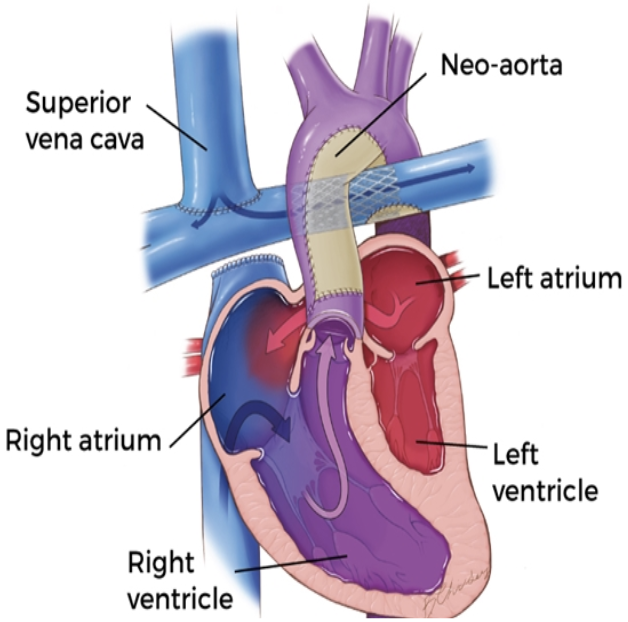 Neo-aorta
Superior
vena cava
Left atrium
Right atrium
Left
ventricle
Right
ventricle